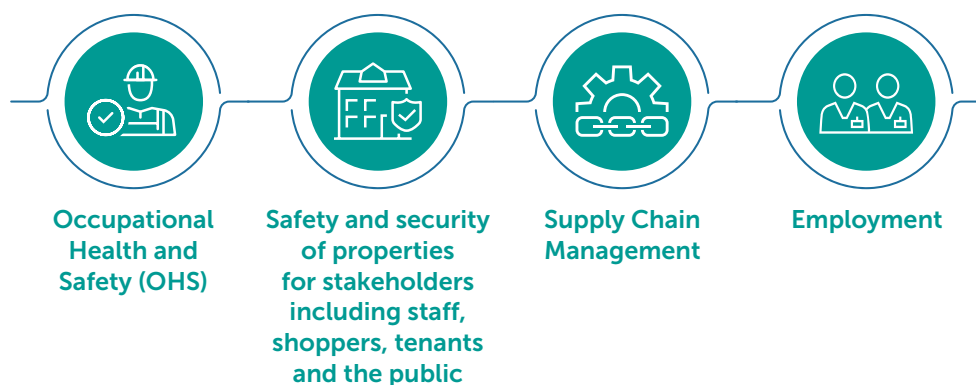 Occupational
Health and
Safety (OHS)
Safety and security
of properties
for stakeholders
including staff,
shoppers, tenants
and the public
Supply Chain
Management
Employment